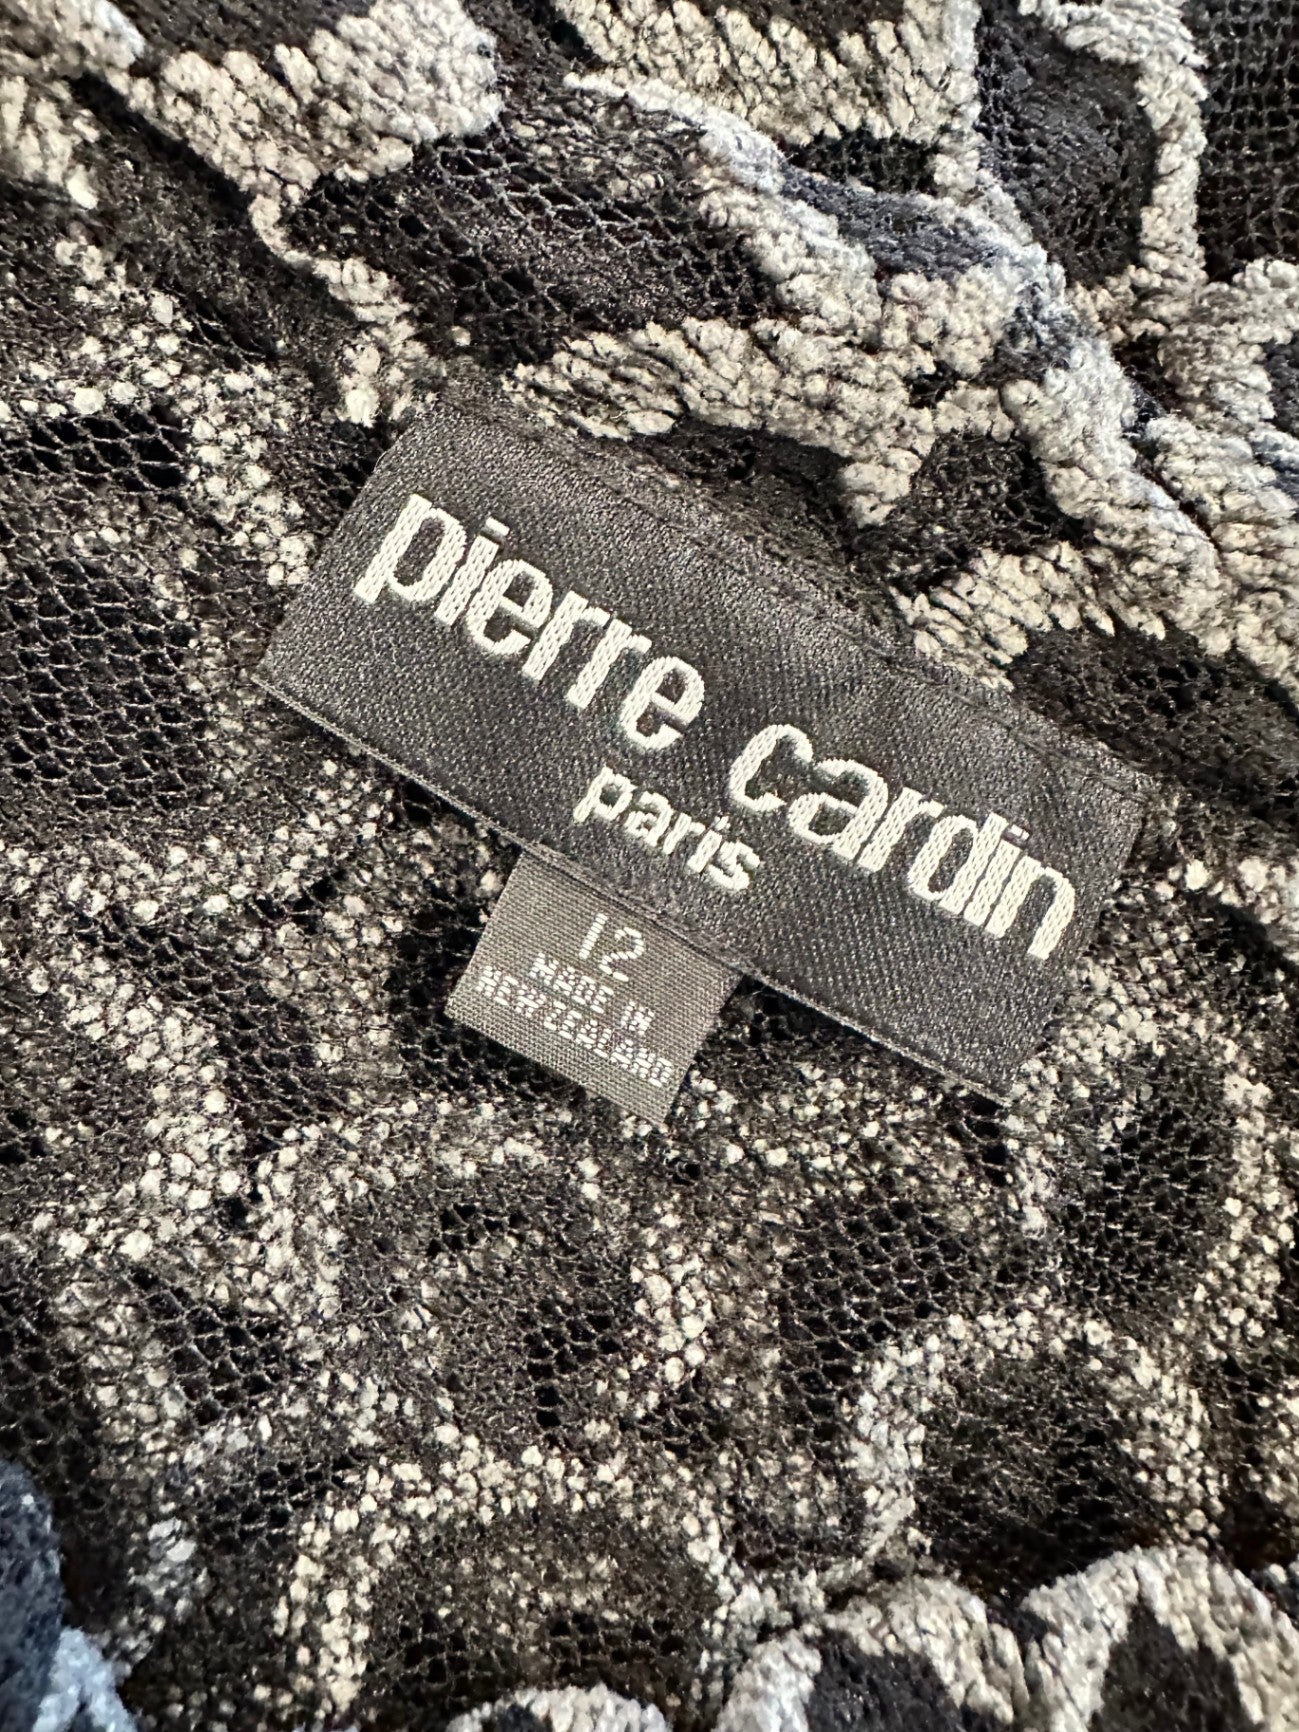 pierre cardin
paris
12
MADE IN
NEW ZEALAND